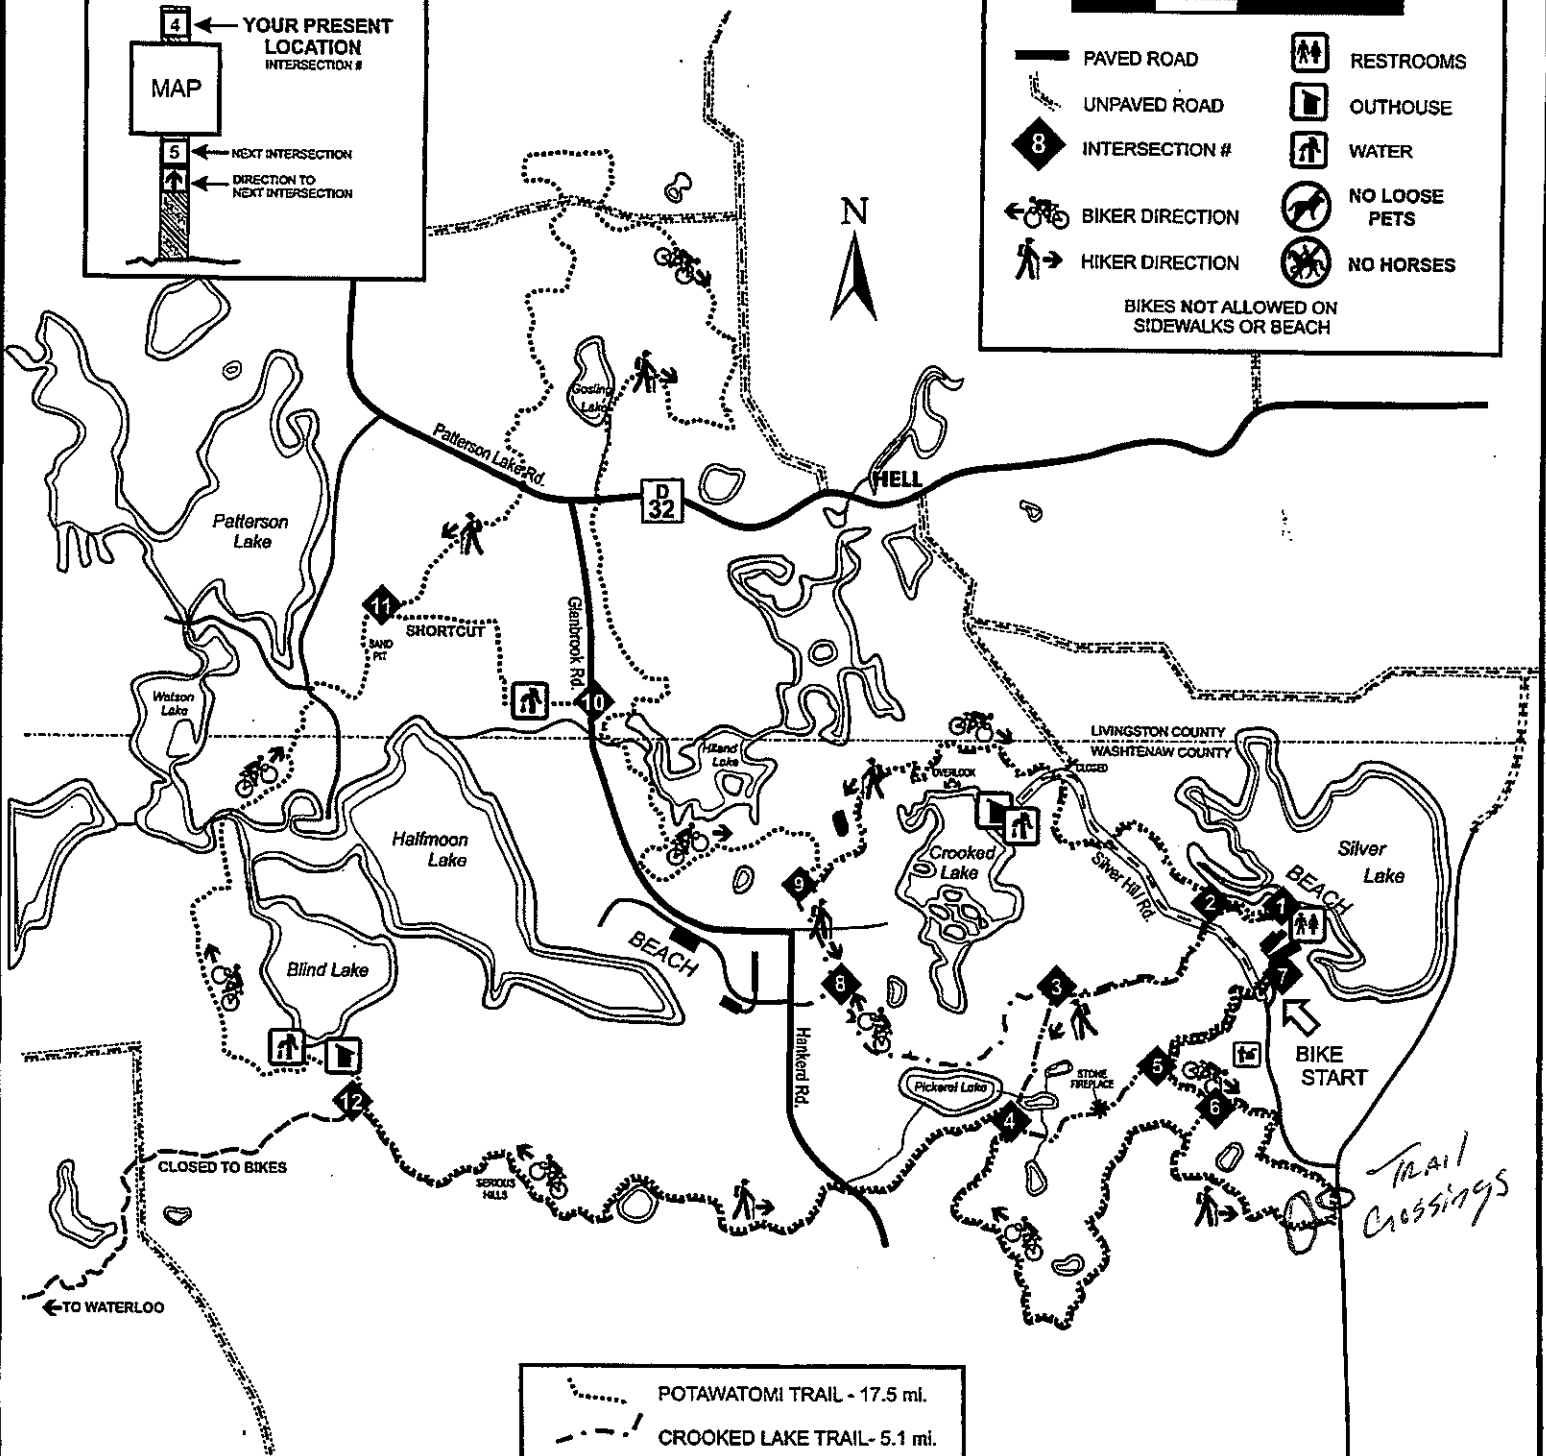 4
YOUR PRESENT
LOCATION
INTERSECTION #
MAP
5
NEXT INTERSECTION
DIRECTION TO
NEXT INTERSECTION
PAVED ROAD
UNPAVED ROAD
8
INTERSECTION #
BIKER DIRECTION
HIKER DIRECTION
RESTROOMS
OUTHOUSE
WATER
NO LOOSE
PETS
NO HORSES
BIKES NOT ALLOWED ON
SIDEWALKS OR BEACH
N
Gosling
Lake
Patterson Lake Rd.
D
32
HELL
Patterson
Lake
11
SHORTCUT
SAND
PIT
Glenbrook Rd.
10
Watson
Lake
Hiland
Lake
LIVINGSTON COUNTY
WASHTENAW COUNTY
CLOSED
OVERLOOK
Halfmoon
Lake
Crooked
Lake
Silver Hill Rd.
Silver
Lake
BEACH
9
2
1
BEACH
Blind Lake
8
3
7
BIKE
START
Hankerd Rd.
Pickerel Lake
STONE
FIREPLACE
5
6
4
12
CLOSED TO BIKES
SERIOUS
HILLS
TRAIL
Crossings
TO WATERLOO
POTAWATOMI TRAIL - 17.5 mi.
CROOKED LAKE TRAIL- 5.1 mi.